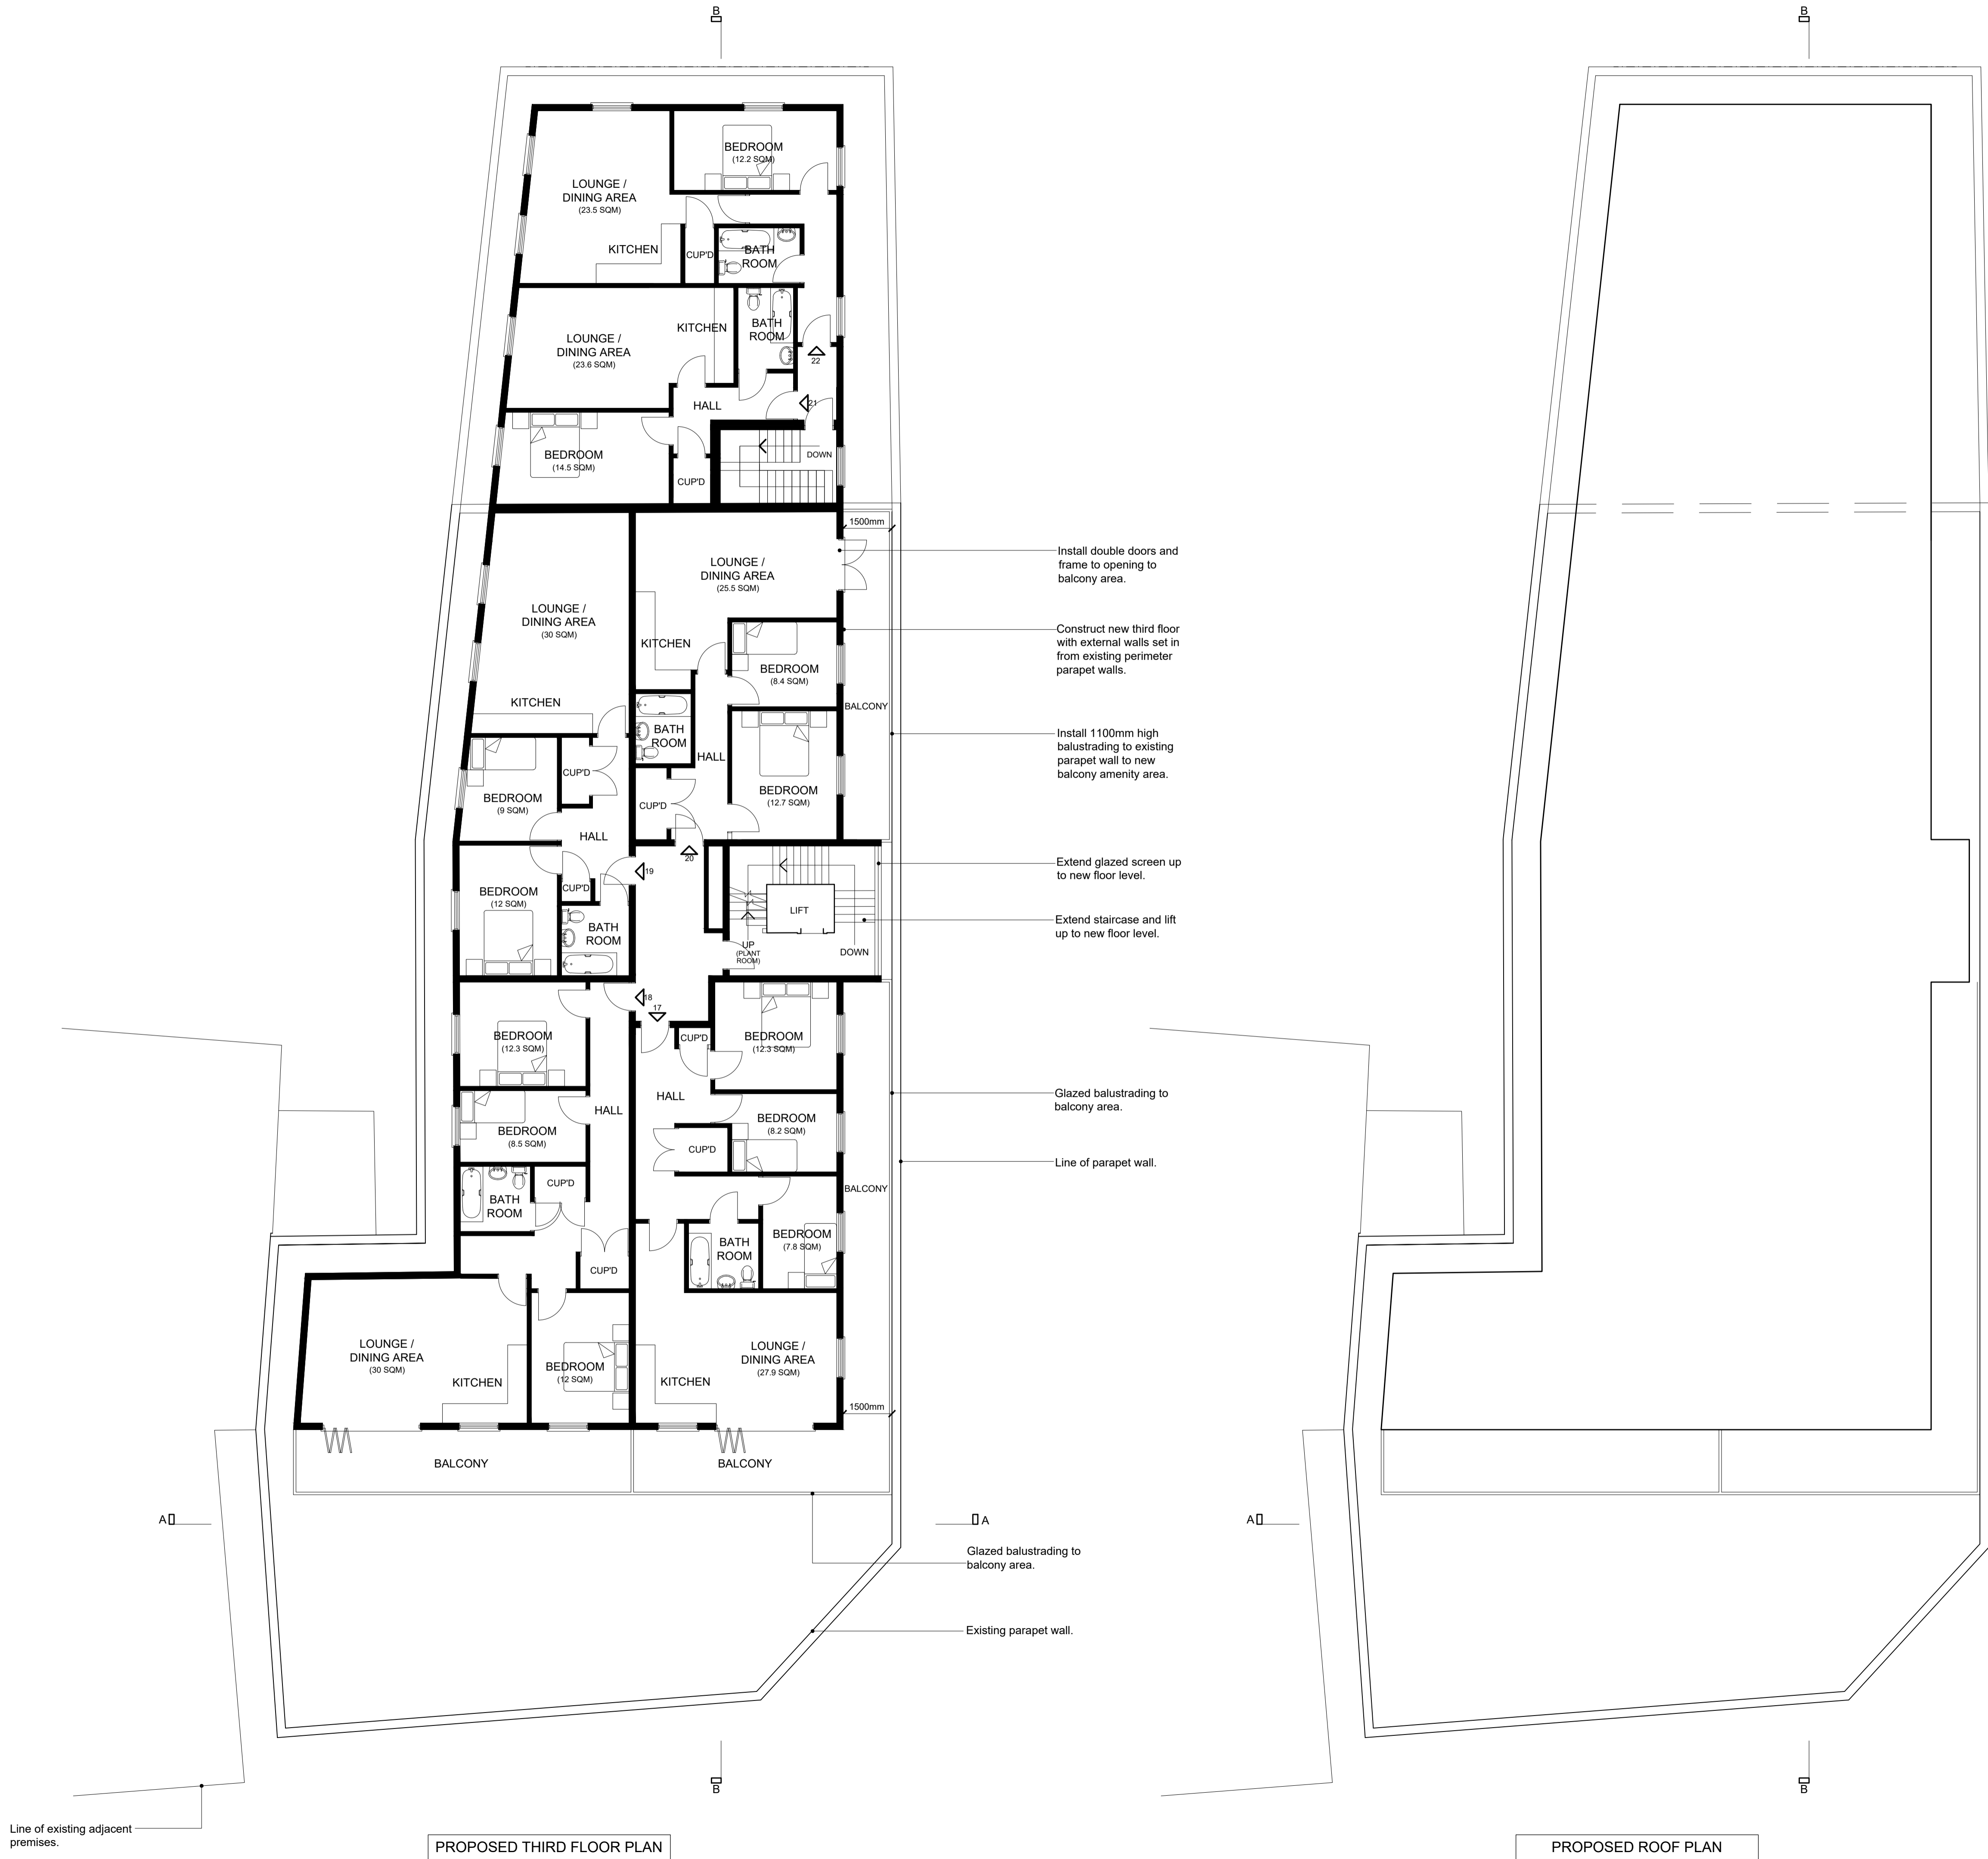 B
B
BEDROOM
(12.2 SQM)
LOUNGE /
DINING AREA
(23.5 SQM)
KITCHEN
CUP'D
BATH
ROOM
LOUNGE /
DINING AREA
(23.6 SQM)
KITCHEN
BATH
ROOM
22
HALL
21
BEDROOM
(14.5 SQM)
CUP'D
DOWN
1500mm
LOUNGE /
DINING AREA
(25.5 SQM)
Install double doors and
frame to opening to
balcony area.
LOUNGE /
DINING AREA
(30 SQM)
KITCHEN
BEDROOM
(8.4 SQM)
Construct new third floor
with external walls set in
from existing perimeter
parapet walls.
KITCHEN
BATH
ROOM
HALL
BALCONY
Install 1100mm high
balustrading to existing
parapet wall to new
balcony amenity area.
BEDROOM
(9 SQM)
CUP'D
CUP'D
BEDROOM
(12.7 SQM)
HALL
20
19
BEDROOM
(12 SQM)
CUP'D
BATH
ROOM
LIFT
UP
(PLANT
ROOM)
DOWN
Extend glazed screen up
to new floor level.
Extend staircase and lift
up to new floor level.
18
17
BEDROOM
(12.3 SQM)
CUP'D
BEDROOM
(12.3 SQM)
HALL
HALL
BEDROOM
(8.5 SQM)
BEDROOM
(8.2 SQM)
Glazed balustrading to
balcony area.
CUP'D
Line of parapet wall.
CUP'D
BATH
ROOM
BALCONY
BEDROOM
(7.8 SQM)
BATH
ROOM
CUP'D
LOUNGE /
DINING AREA
(30 SQM)
KITCHEN
BEDROOM
(12 SQM)
KITCHEN
LOUNGE /
DINING AREA
(27.9 SQM)
1500mm
BALCONY
BALCONY
A
A
A
Glazed balustrading to
balcony area.
Existing parapet wall.
B
B
Line of existing adjacent
premises.
PROPOSED THIRD FLOOR PLAN
PROPOSED ROOF PLAN